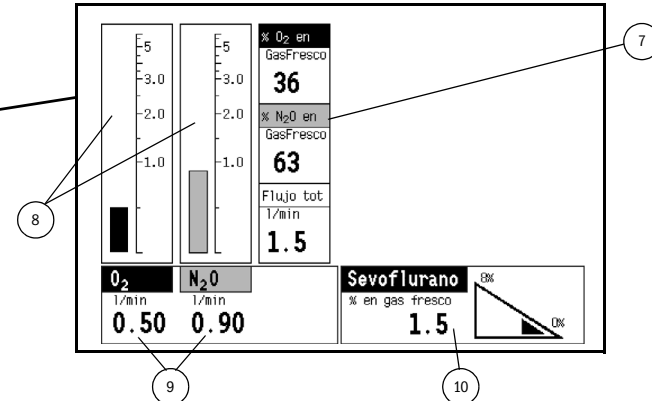 5
3.0
2.0
1.0
5
3.0
2.0
1.0
% O₂ en
GasFresco
36
% N₂O en
GasFresco
63
Flujo tot
l/min
1.5
O₂
l/min
0.50
N₂O
l/min
0.90
Sevoflurano
% en gas fresco
1.5
8%
0%
7
8
9
10